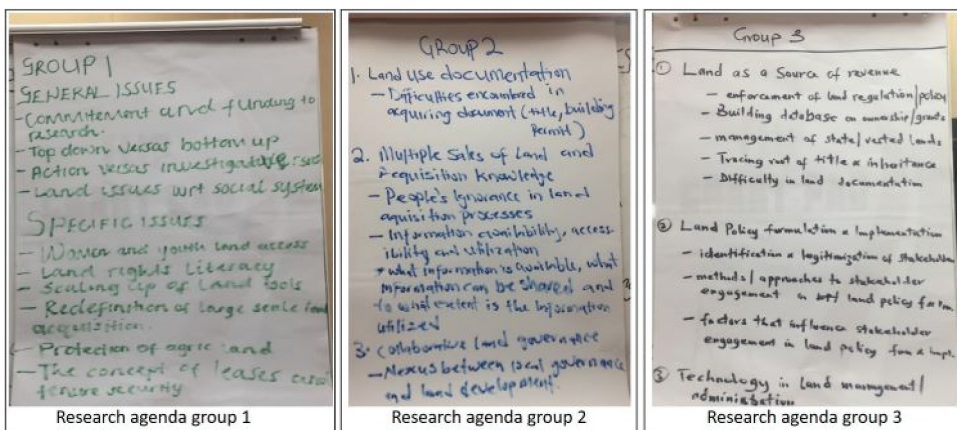 GROUP 1
GENERAL ISSUES
- Committement and funding to
research.
- Top down versus bottom up
- Action versus investigative
- Land issues wrt social system
SPECIFIC ISSUES
- Women and youth land access
- Land rights Literacy
- Scaling up of Land tools
- Redefinition of Large scale land
acquisition.
- Protection of agric land
- The concept of leases and
tenure security
Research agenda group 1
GROUP 2
1. Land use documentation
- Difficulties encountered in
acquiring document (title, building
Permit)
2. Multiple Sales of Land and
Acquisition Knowledge
- People's Ignorance in land
aquisition processes
- Information availibility, access
ibility and utilization
* what information is available, what
information can be shared and
to what extent is the information
utilized
3. Collaborative land governance
- Nexus between local governance
and land development.
Research agenda group 2
Group 3
① Land as a Source of revenue
- enforcement of land regulation/policy
- Building database on ownership/grants
- management of state/vested lands
- Tracing root of title & inheritance
- Difficulty in land documentation
② Land Policy formulation & Implementation
- identification & legitimization of stakeholder
- methods/approaches to stakeholder
engagement in land policy form
- factors that influence stakeholder
engagement in land policy form & impl.
③ Technology in Land management/
administration
Research agenda group 3